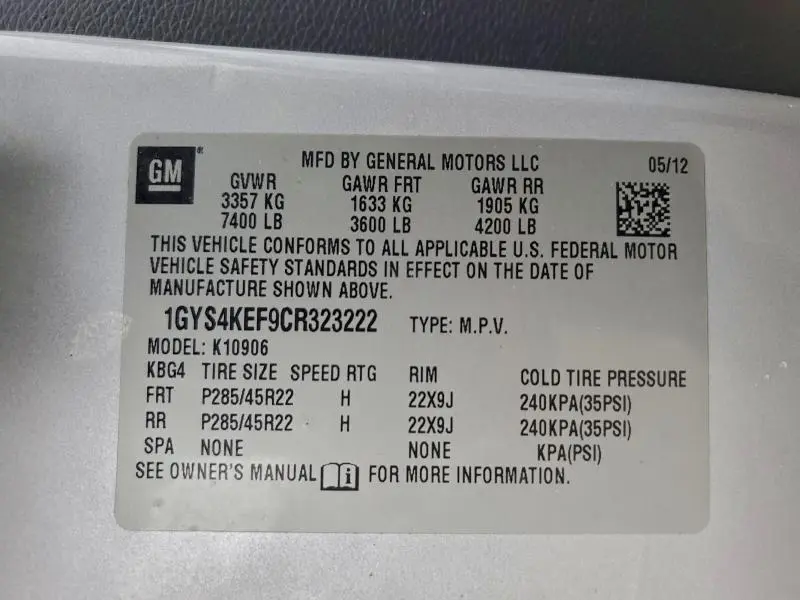 GM MFD BY GENERAL MOTORS LLC 05/12
GVWR GAWR FRT GAWR RR
3357 KG 1633 KG 1905 KG
7400 LB 3600 LB 4200 LB
THIS VEHICLE CONFORMS TO ALL APPLICABLE U.S. FEDERAL MOTOR
VEHICLE SAFETY STANDARDS IN EFFECT ON THE DATE OF
MANUFACTURE SHOWN ABOVE.
1GYS4KEF9CR323222 TYPE: M.P.V.
MODEL: K10906
KBG4 TIRE SIZE SPEED RTG RIM COLD TIRE PRESSURE
FRT P285/45R22 H 22X9J 240KPA(35PSI)
RR P285/45R22 H 22X9J 240KPA(35PSI)
SPA NONE NONE KPA(PSI)
SEE OWNER'S MANUAL i FOR MORE INFORMATION.